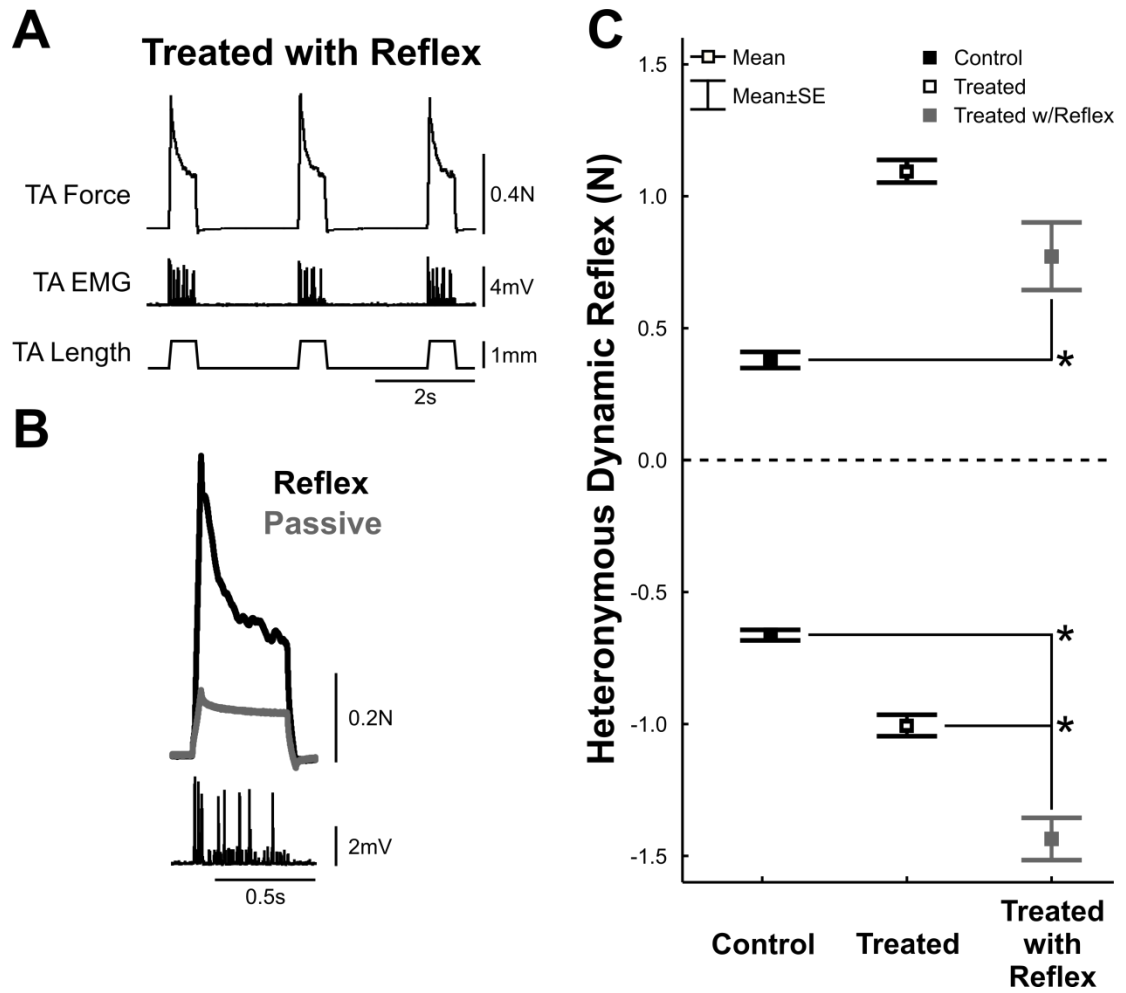 A
Treated with Reflex
TA Force
0.4N
TA EMG
4mV
TA Length
1mm
2s
B
Reflex
Passive
0.2N
2mV
0.5s
C
Heteronymous Dynamic Reflex (N)
1.5
1.0
0.5
0.0
-0.5
-1.0
-1.5
Mean
Mean±SE
Control
Treated
Treated w/Reflex
*
*
*
Control
Treated
Treated
with
Reflex